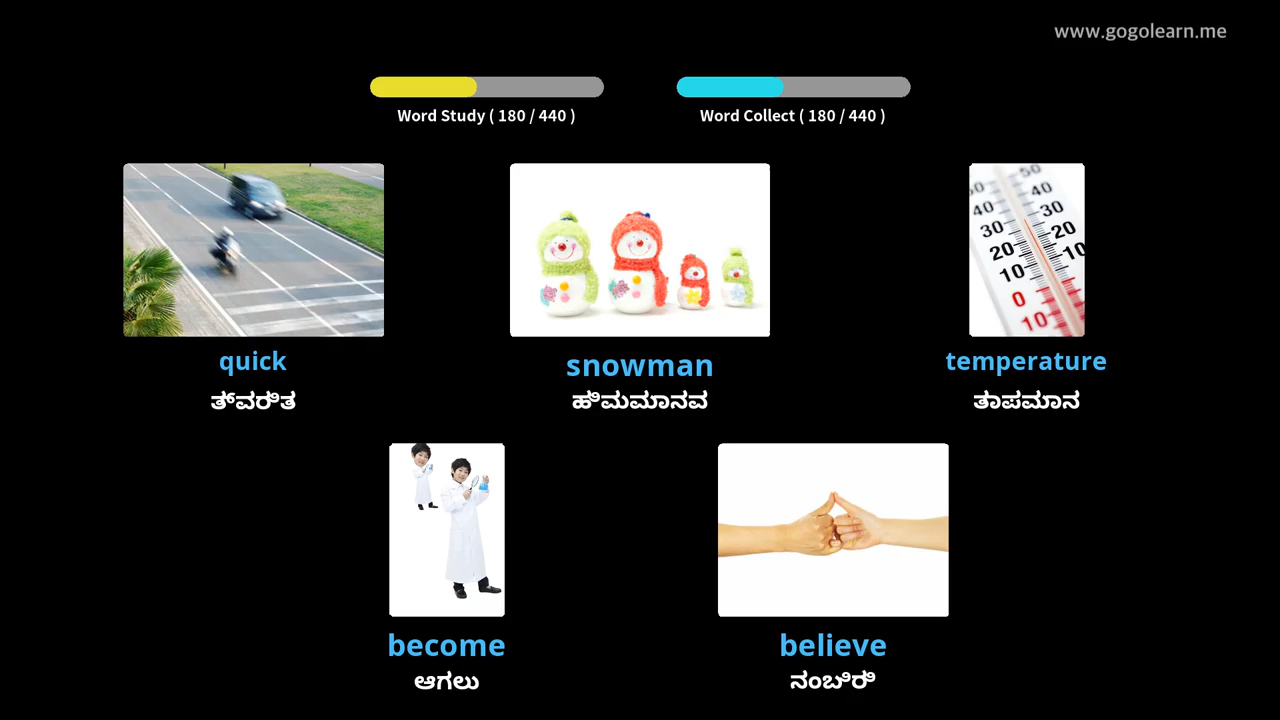 www.gogolearn.me
Word Study ( 180 / 440 )
Word Collect ( 180 / 440 )
quick
ತ್ವರಿತ
snowman
ಹಿಮಮಾನವ
temperature
ತಾಪಮಾನ
become
ಆಗಲು
believe
ನಂಬಿರಿ